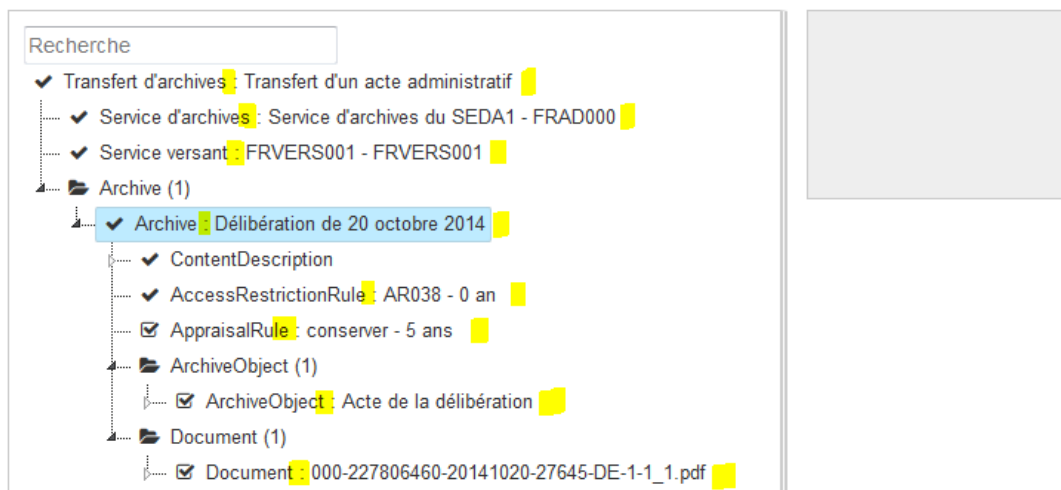 Recherche
Transfert d'archives : Transfert d'un acte administratif
Service d'archives : Service d'archives du SEDA1 - FRAD000
Service versant : FRVERS001 - FRVERS001
Archive (1)
Archive : Délibération de 20 octobre 2014
ContentDescription
AccessRestrictionRule : AR038 - 0 an
AppraisalRule : conserver - 5 ans
ArchiveObject (1)
ArchiveObject : Acte de la délibération
Document (1)
Document : 000-227806460-20141020-27645-DE-1-1_1.pdf